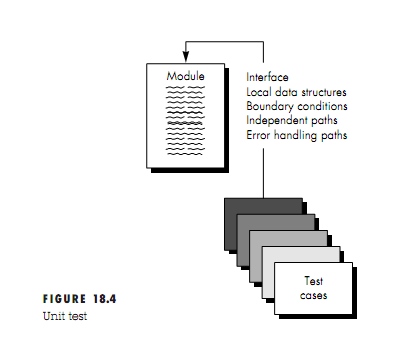 Module
Interface
Local data structures
Boundary conditions
Independent paths
Error handling paths
Test
cases
FIGURE 18.4
Unit test